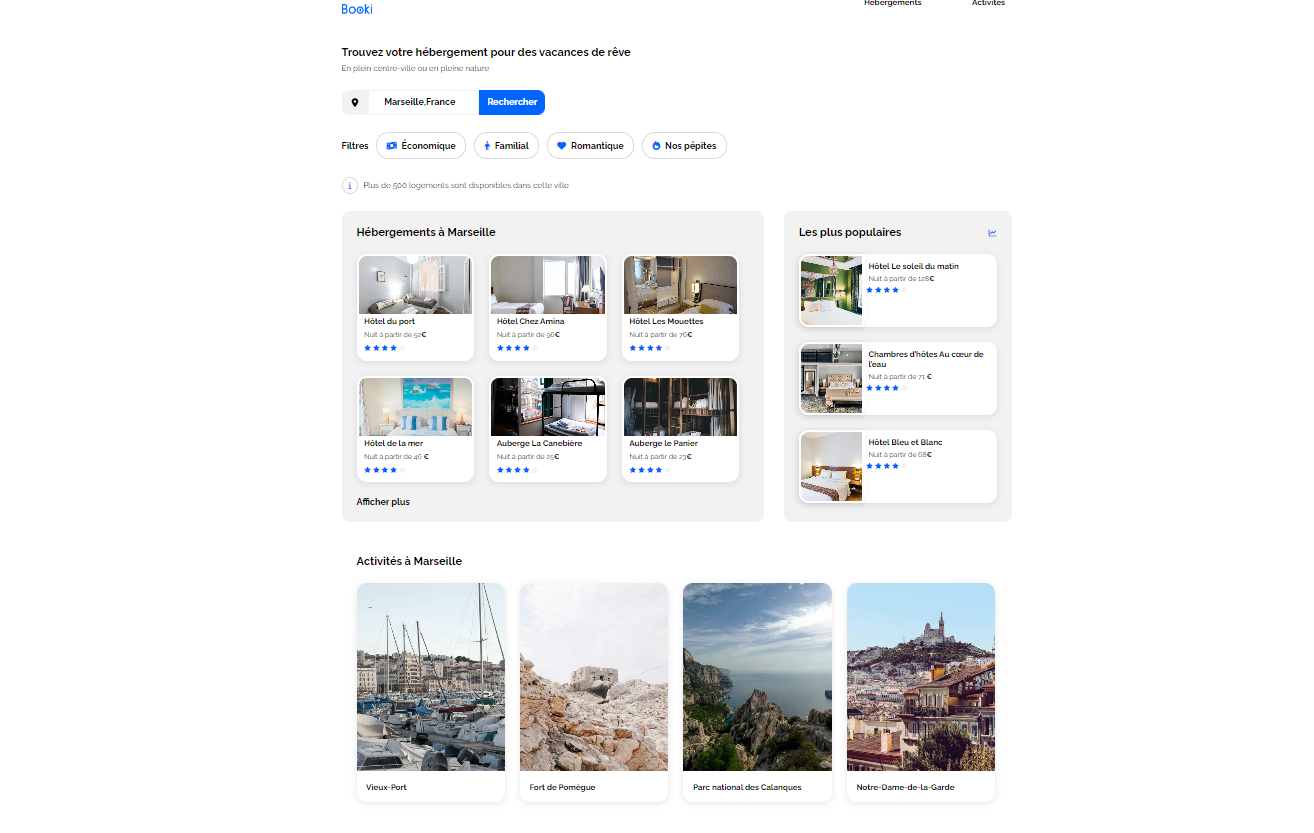 Booki
Hébergements
Activités
Trouvez votre hébergement pour des vacances de rêve
En plein centre-ville ou en pleine nature
Marseille,France
Rechercher
Filtres
Économique
Familial
Romantique
Nos pépites
Plus de 500 logements sont disponibles dans cette ville
Hébergements à Marseille
Hôtel du port
Nuit à partir de 52€
Hôtel Chez Amina
Nuit à partir de 96€
Hôtel Les Mouettes
Nuit à partir de 76€
Hôtel de la mer
Nuit à partir de 46 €
Auberge La Canebière
Nuit à partir de 25€
Auberge le Panier
Nuit à partir de 23€
Afficher plus
Les plus populaires
Hôtel Le soleil du matin
Nuit à partir de 128€
Chambres d'hôtes Au cœur de
l'eau
Nuit à partir de 71 €
Hôtel Bleu et Blanc
Nuit à partir de 68€
Activités à Marseille
Vieux-Port
Fort de Pomègue
Parc national des Calanques
Notre-Dame-de-la-Garde